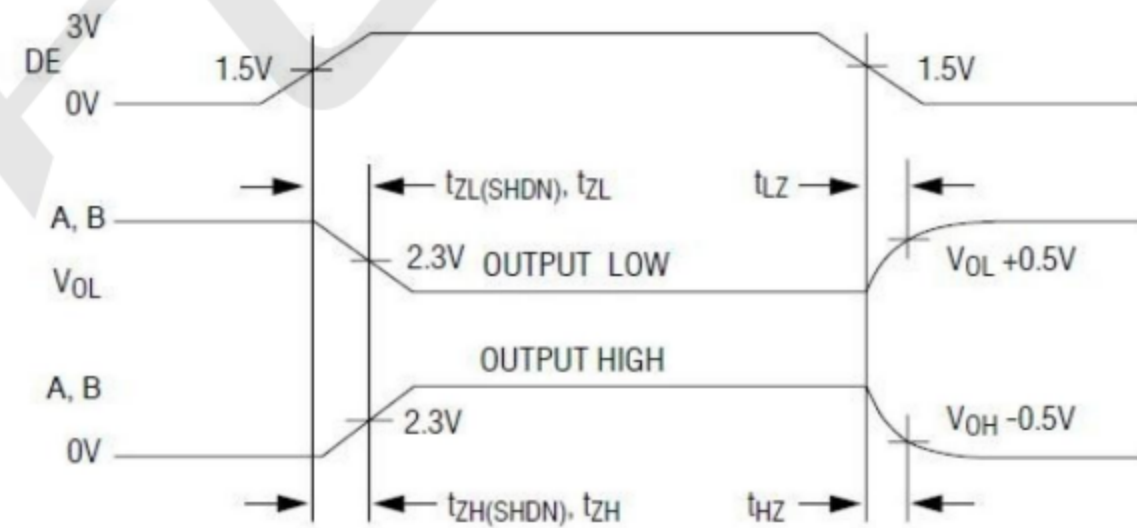 3V
DE
1.5V
1.5V
0V
tZL(SHDN), tZL
tLZ
A, B
2.3V OUTPUT LOW
VOL +0.5V
VOL
OUTPUT HIGH
A, B
2.3V
VOH -0.5V
0V
tZH(SHDN), tZH
tHZ